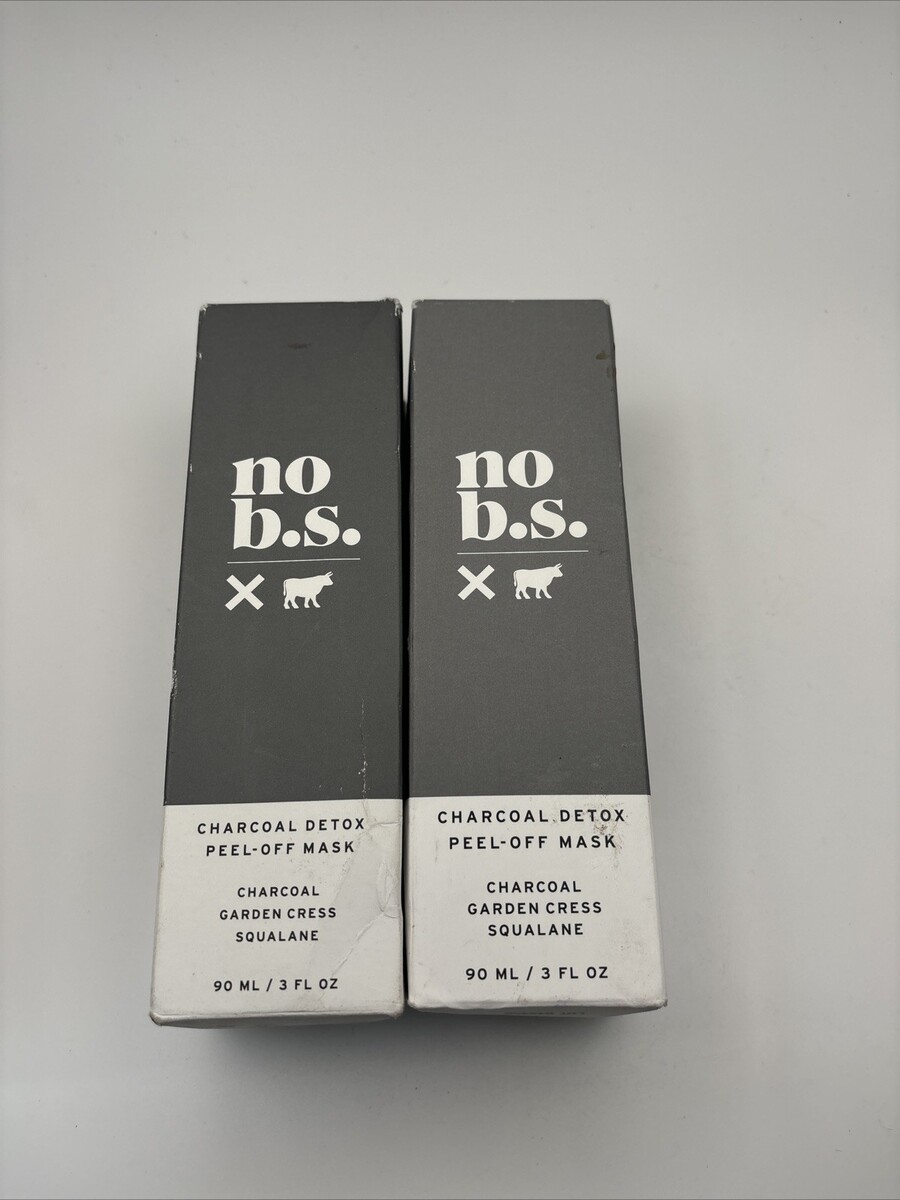 no
b.s.
CHARCOAL DETOX
PEEL-OFF MASK
CHARCOAL
GARDEN CRESS
SQUALANE
90 ML / 3 FL OZ
no
b.s.
CHARCOAL DETOX
PEEL-OFF MASK
CHARCOAL
GARDEN CRESS
SQUALANE
90 ML / 3 FL OZ